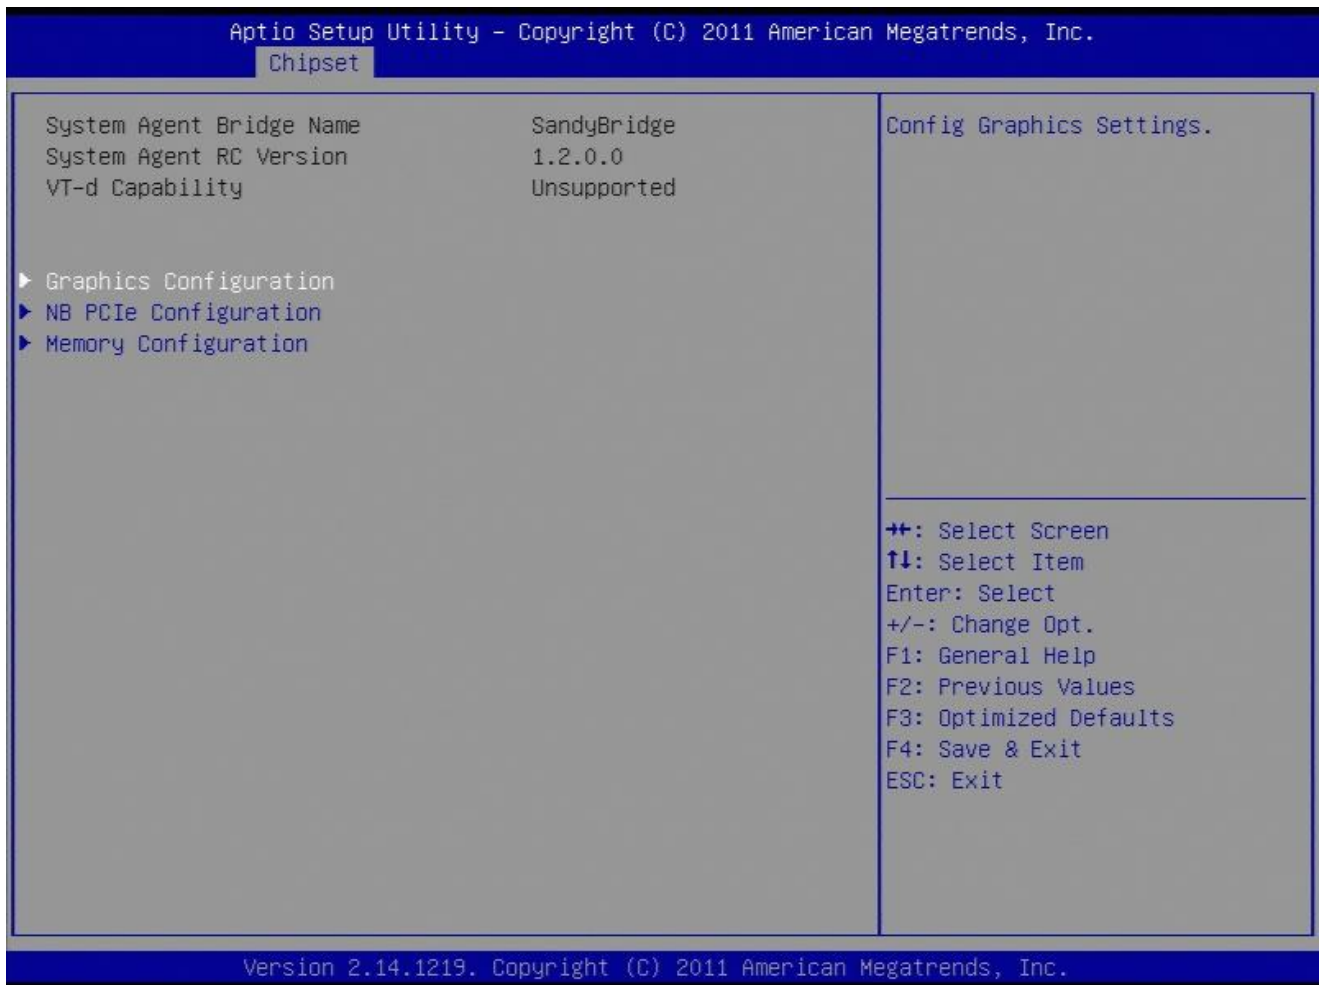 Aptio Setup Utility – Copyright (C) 2011 American Megatrends, Inc.
Chipset
System Agent Bridge Name SandyBridge
System Agent RC Version 1.2.0.0
VT-d Capability Unsupported
Graphics Configuration
NB PCIe Configuration
Memory Configuration
Config Graphics Settings.
→←: Select Screen
↑↓: Select Item
Enter: Select
+/-: Change Opt.
F1: General Help
F2: Previous Values
F3: Optimized Defaults
F4: Save & Exit
ESC: Exit
Version 2.14.1219. Copyright (C) 2011 American Megatrends, Inc.